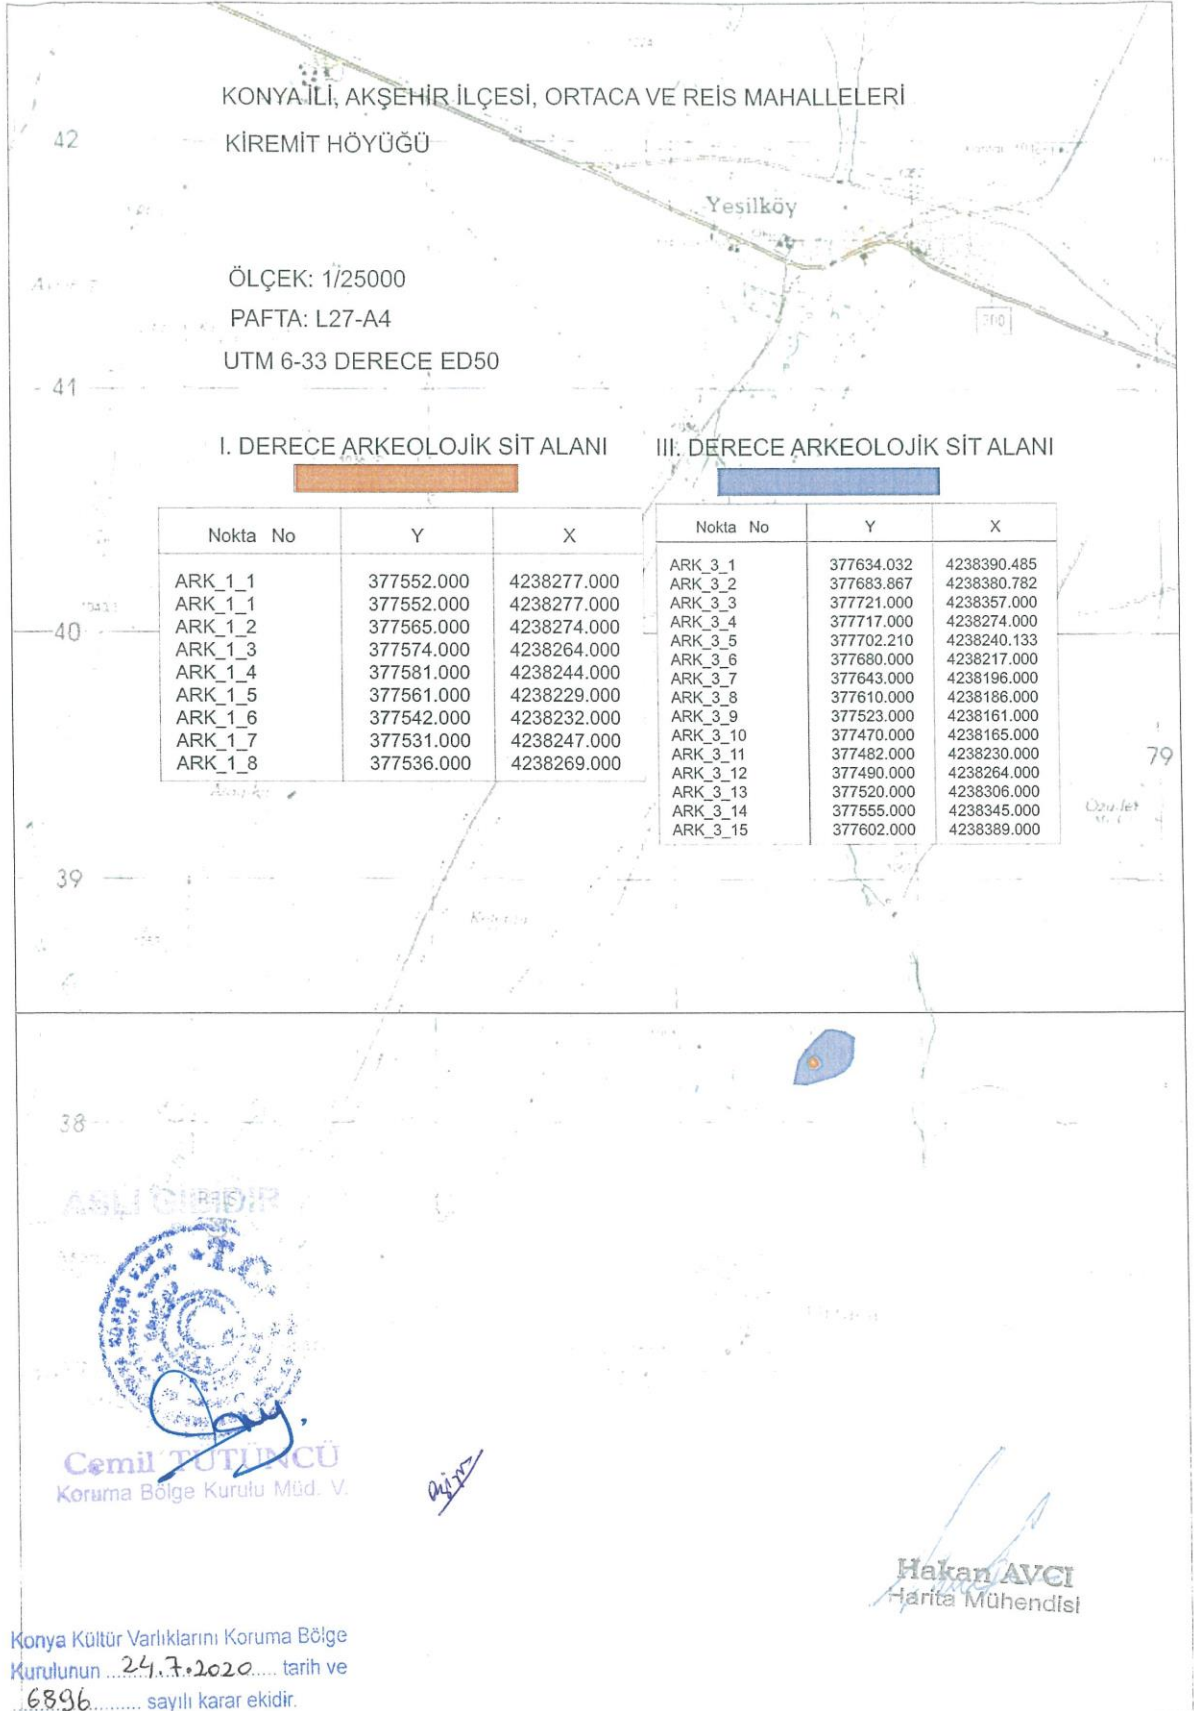 KONYA İLİ, AKŞEHİR İLÇESİ, ORTACA VE REİS MAHALLELERİ
42
KİREMİT HÖYÜĞÜ
Yesilköy
ÖLÇEK: 1/25000
PAFTA: L27-A4
300
UTM 6-33 DERECE ED50
41
I. DERECE ARKEOLOJİK SİT ALANI
Nokta No Y X
ARK_1_1 377552.000 4238277.000
ARK_1_1 377552.000 4238277.000
ARK_1_2 377565.000 4238274.000
ARK_1_3 377574.000 4238264.000
ARK_1_4 377581.000 4238244.000
ARK_1_5 377561.000 4238229.000
ARK_1_6 377542.000 4238232.000
ARK_1_7 377531.000 4238247.000
ARK_1_8 377536.000 4238269.000
III. DERECE ARKEOLOJİK SİT ALANI
Nokta No Y X
ARK_3_1 377634.032 4238390.485
ARK_3_2 377683.867 4238380.782
ARK_3_3 377721.000 4238357.000
ARK_3_4 377717.000 4238274.000
ARK_3_5 377702.210 4238240.133
ARK_3_6 377680.000 4238217.000
ARK_3_7 377643.000 4238196.000
ARK_3_8 377610.000 4238186.000
ARK_3_9 377523.000 4238161.000
ARK_3_10 377470.000 4238165.000
ARK_3_11 377482.000 4238230.000
ARK_3_12 377490.000 4238264.000
ARK_3_13 377520.000 4238306.000
ARK_3_14 377555.000 4238345.000
ARK_3_15 377602.000 4238389.000
40
79
39
38
ASLI GİBİDİR
T.C.
Cemil TÜTÜNCÜ
Koruma Bölge Kurulu Müd. V.
Hakan AVCI
Harita Mühendisi
Konya Kültür Varlıklarını Koruma Bölge
Kurulunun ...24.7.2020.... tarih ve
..6896......... sayılı karar ekidir.